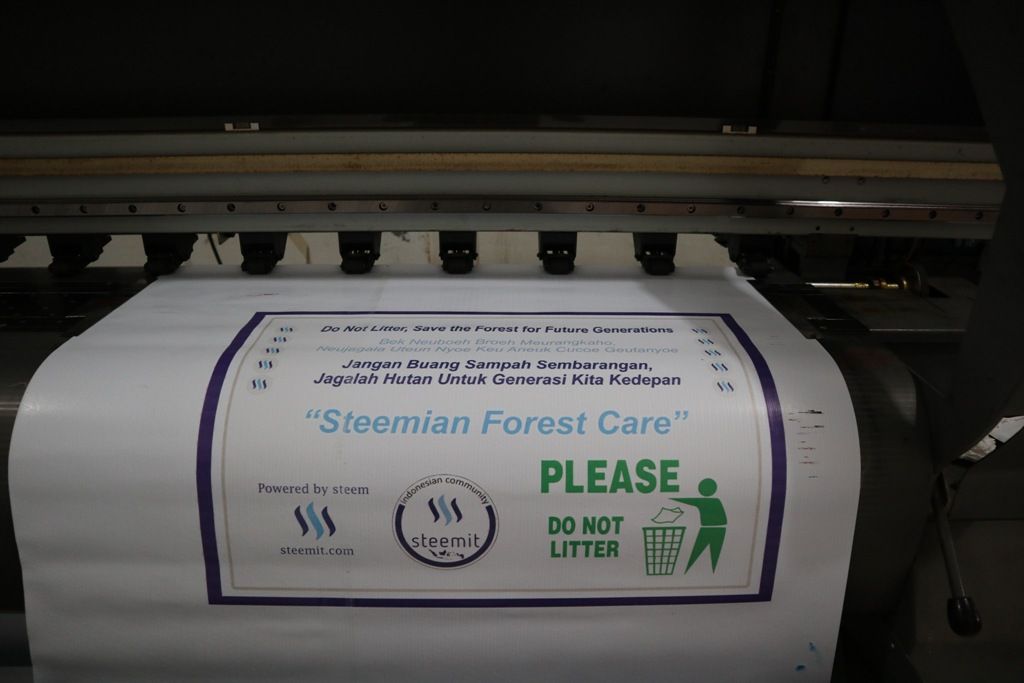 Do Not Litter, Save the Forest for Future Generations
Bek Neuboeh Broeh Meurangkaho,
Neujagala Uteun Nyoe Keu Aneuk Cucoe Geutanyoe
Jangan Buang Sampah Sembarangan,
Jagalah Hutan Untuk Generasi Kita Kedepan
“Steemian Forest Care”
Powered by steem
steemit.com
indonesian community
steemit
PLEASE
DO NOT
LITTER